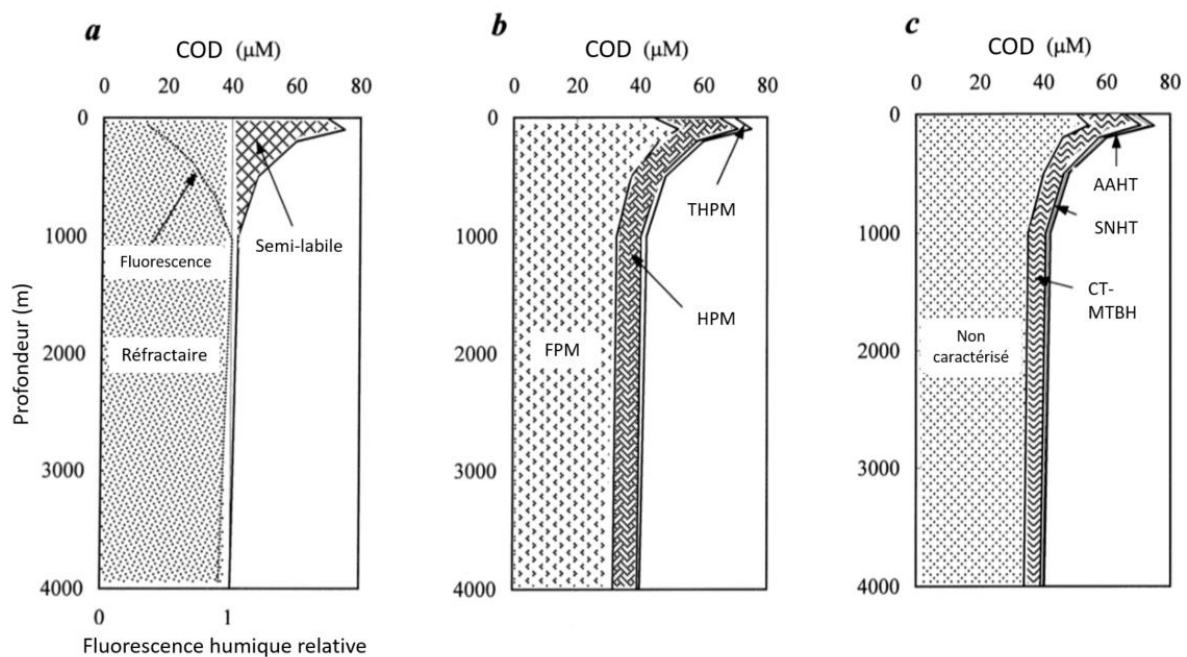 a
COD (µM)
0 20 40 60 80
0
1000
2000
3000
4000
Profondeur (m)
Fluorescence
Semi-labile
Réfractaire
0 1
Fluorescence humique relative
b
COD (µM)
0 20 40 60 80
0
1000
2000
3000
4000
THPM
HPM
FPM
c
COD (µM)
0 20 40 60 80
0
1000
2000
3000
4000
AAHT
SNHT
CT-
MTBH
Non
caractérisé